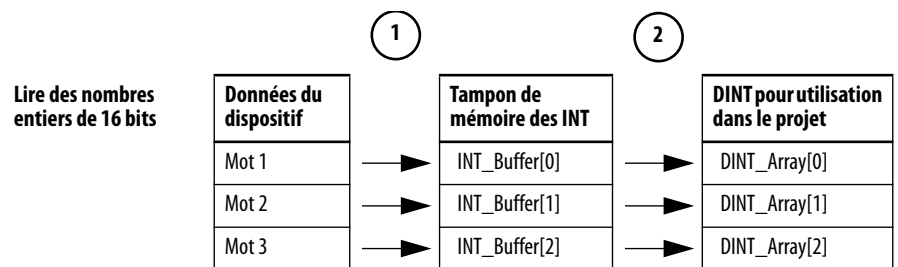 1
2
Lire des nombres
entiers de 16 bits
Données du
dispositif
Tampon de
mémoire des INT
DINT pour utilisation
dans le projet
Mot 1
INT_Buffer[0]
DINT_Array[0]
Mot 2
INT_Buffer[1]
DINT_Array[1]
Mot 3
INT_Buffer[2]
DINT_Array[2]